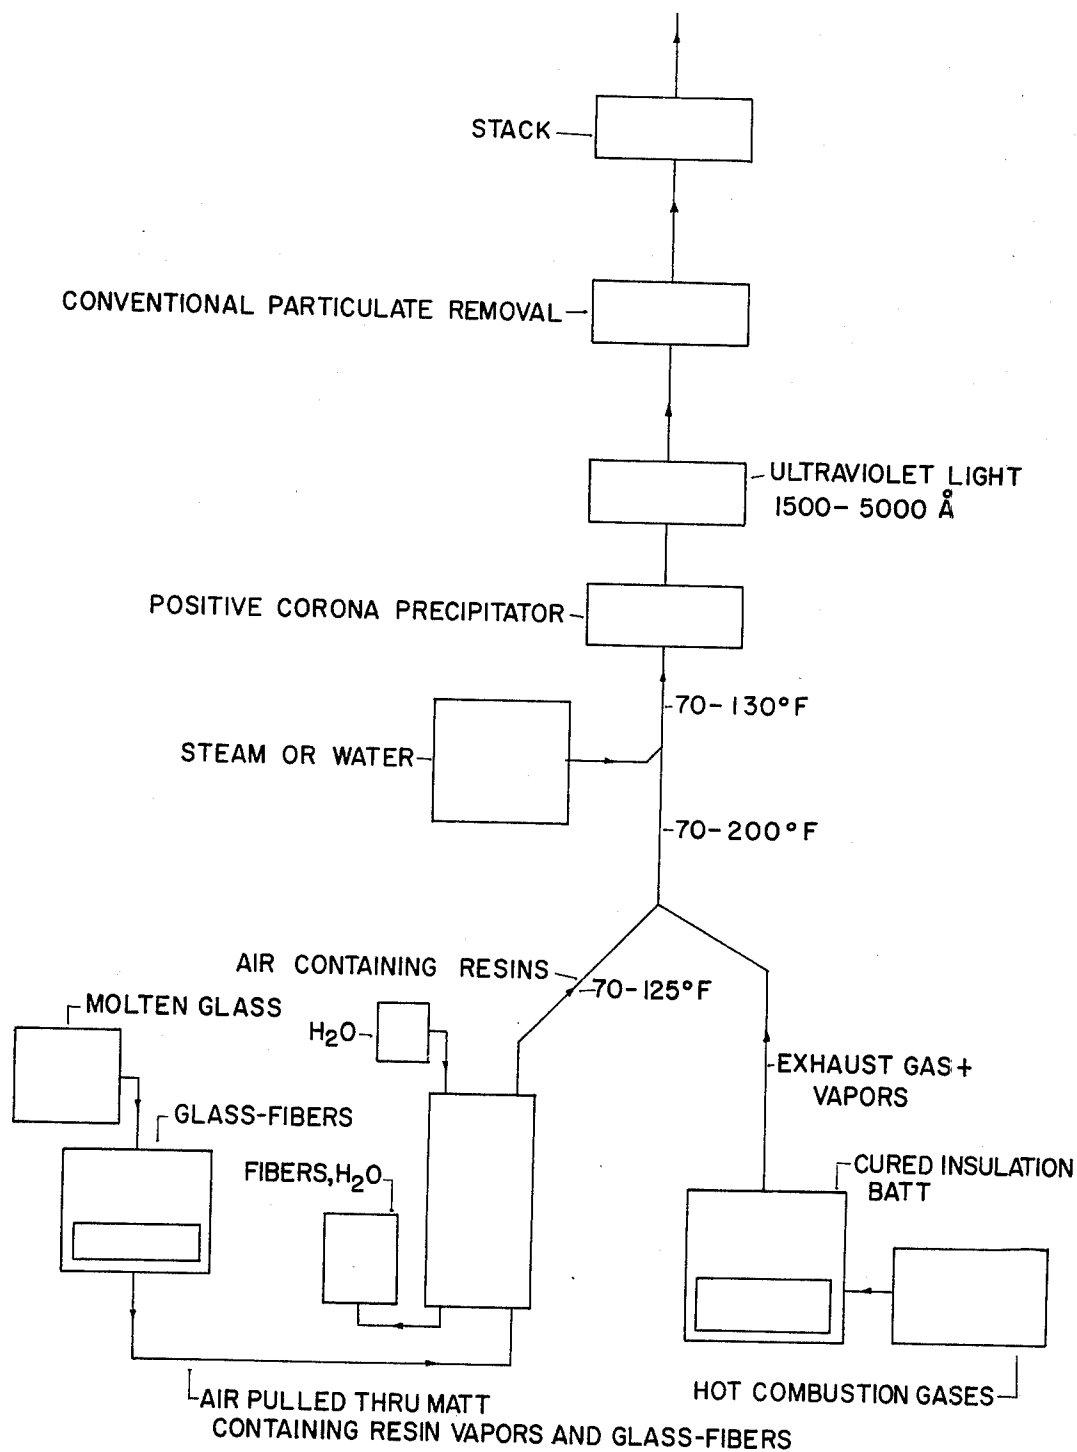 STACK
CONVENTIONAL PARTICULATE REMOVAL
ULTRAVIOLET LIGHT
1500-5000 Å
POSITIVE CORONA PRECIPITATOR
70-130°F
STEAM OR WATER
70-200°F
AIR CONTAINING RESINS
70-125°F
MOLTEN GLASS
H₂O
EXHAUST GAS +
VAPORS
GLASS-FIBERS
FIBERS, H₂O
CURED INSULATION
BATT
HOT COMBUSTION GASES
AIR PULLED THRU MATT
CONTAINING RESIN VAPORS AND GLASS-FIBERS